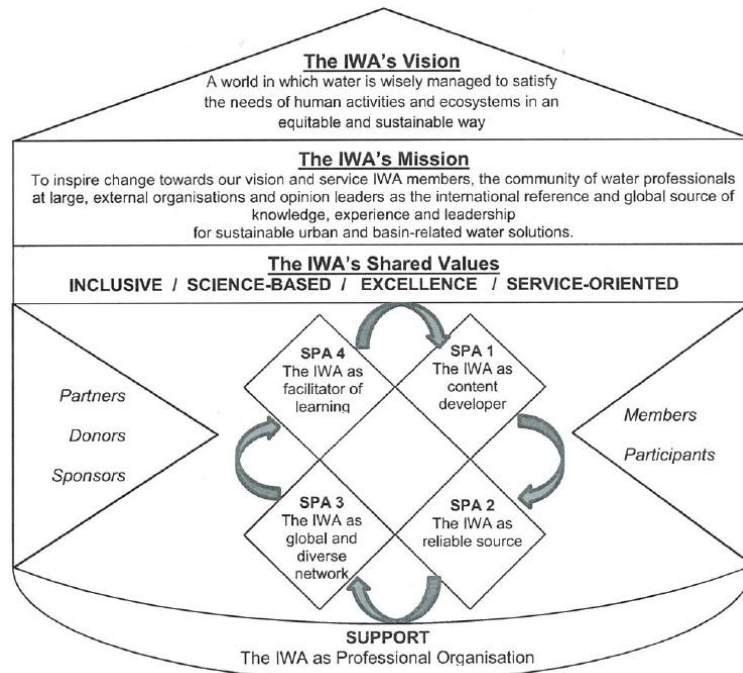 The IWA's Vision
A world in which water is wisely managed to satisfy
the needs of human activities and ecosystems in an
equitable and sustainable way
The IWA's Mission
To inspire change towards our vision and service IWA members, the community of water professionals
at large, external organisations and opinion leaders as the international reference and global source of
knowledge, experience and leadership
for sustainable urban and basin-related water solutions.
The IWA's Shared Values
INCLUSIVE / SCIENCE-BASED / EXCELLENCE / SERVICE-ORIENTED
Partners
Donors
Sponsors
SPA 4
The IWA as
facilitator of
learning
SPA 1
The IWA as
content
developer
SPA 3
The IWA as
global and
diverse
network
SPA 2
The IWA as
reliable source
Members
Participants
SUPPORT
The IWA as Professional Organisation